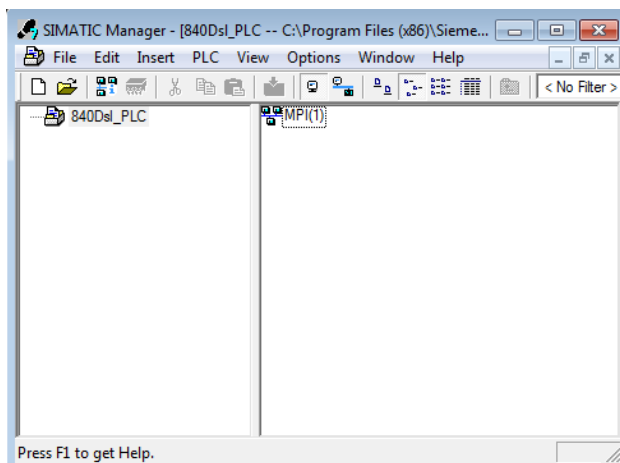 SIMATIC Manager - [840Dsl_PLC -- C:\Program Files (x86)\Sieme...
File Edit Insert PLC View Options Window Help
< No Filter >
840Dsl_PLC
MPI(1)
Press F1 to get Help.